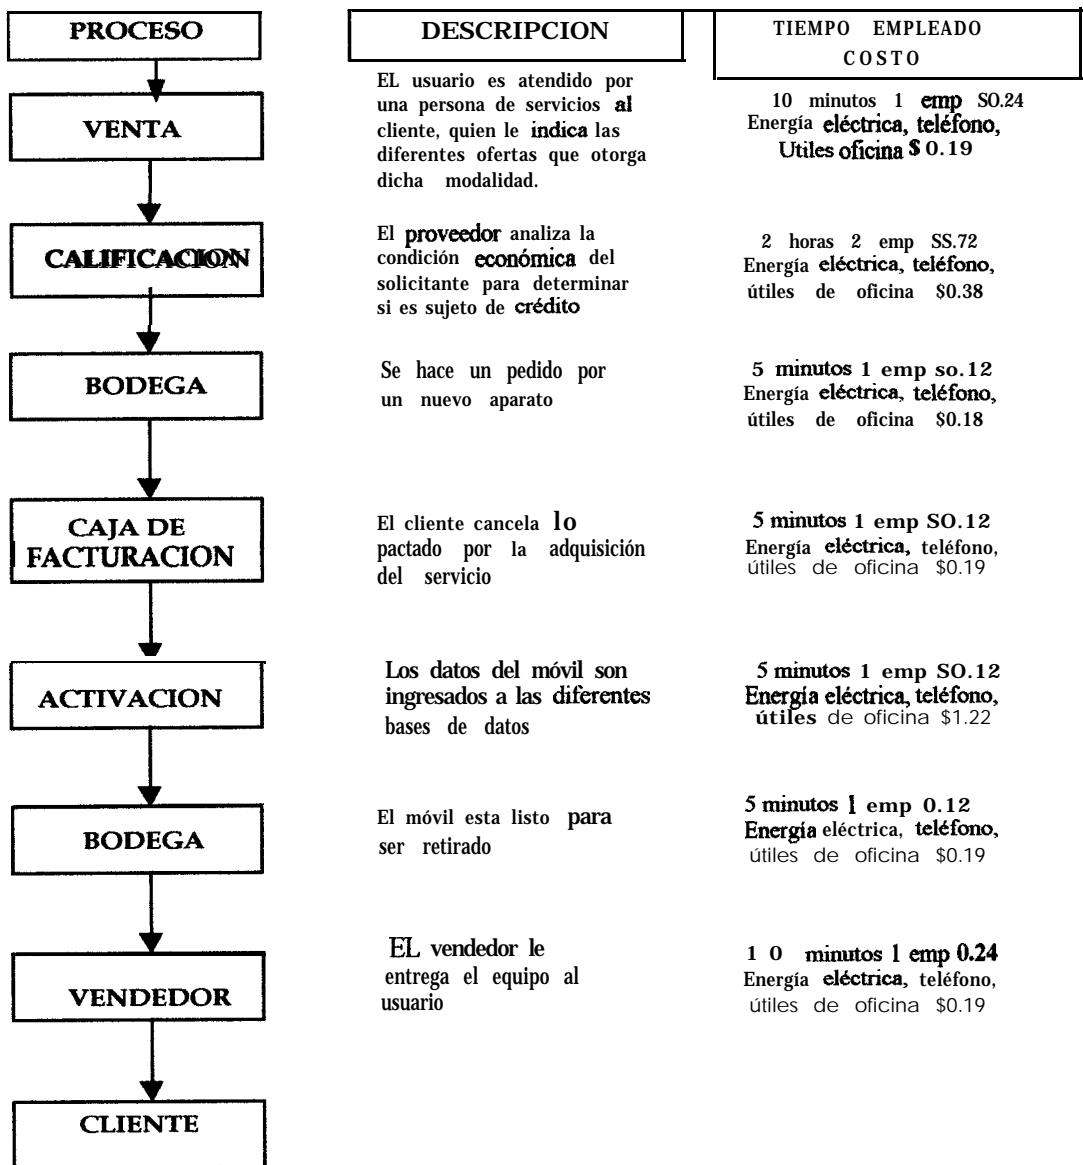 PROCESO
DESCRIPCION
TIEMPO EMPLEADO
COSTO
VENTA
EL usuario es atendido por
una persona de servicios al
cliente, quien le indica las
diferentes ofertas que otorga
dicha modalidad.
10 minutos 1 emp SO.24
Energía eléctrica, teléfono,
Utiles oficina $ 0.19
CALIFICACION
El proveedor analiza la
condición económica del
solicitante para determinar
si es sujeto de crédito
2 horas 2 emp SS.72
Energía eléctrica, teléfono,
útiles de oficina $0.38
BODEGA
Se hace un pedido por
un nuevo aparato
5 minutos 1 emp so.12
Energía eléctrica, teléfono,
útiles de oficina $0.18
CAJA DE
FACTURACION
El cliente cancela lo
pactado por la adquisición
del servicio
5 minutos 1 emp SO.12
Energía eléctrica, teléfono,
útiles de oficina $0.19
ACTIVACION
Los datos del móvil son
ingresados a las diferentes
bases de datos
5 minutos 1 emp SO.12
Energía eléctrica, teléfono,
útiles de oficina $1.22
BODEGA
El móvil esta listo para
ser retirado
5 minutos 1 emp 0.12
Energía eléctrica, teléfono,
útiles de oficina $0.19
VENDEDOR
EL vendedor le
entrega el equipo al
usuario
1 0 minutos 1 emp 0.24
Energía eléctrica, teléfono,
útiles de oficina $0.19
CLIENTE